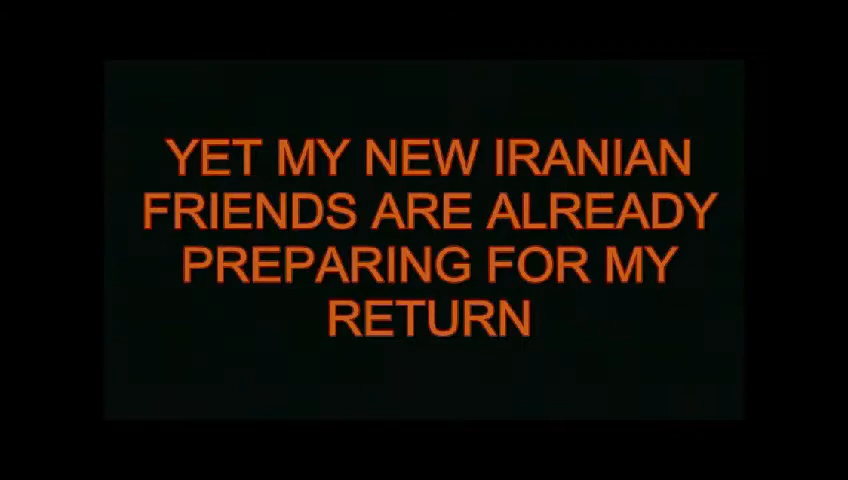 YET MY NEW IRANIAN
FRIENDS ARE ALREADY
PREPARING FOR MY
RETURN